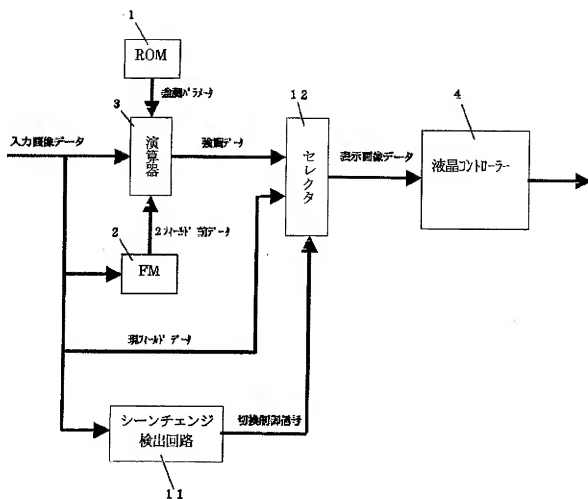 1
ROM
強調パラメータ
3
演算器
入力画像データ
強調データ
12
セレクタ
表示画像データ
4
液晶コントローラー
2フィールド前データ
2
FM
現フィールドデータ
シーンチェンジ
検出回路
切換制御信号
11